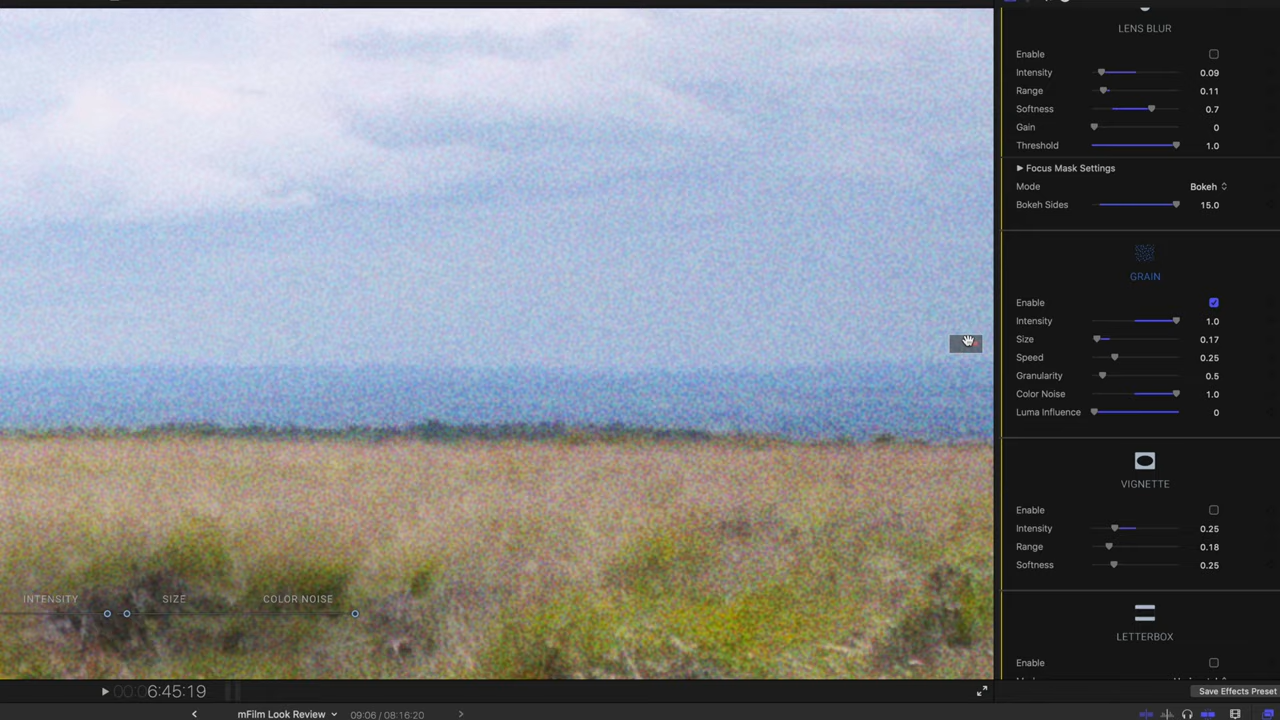 LENS BLUR
Enable
Intensity 0.09
Range 0.11
Softness 0.7
Gain 0
Threshold 1.0
Focus Mask Settings
Mode Bokeh
Bokeh Sides 15.0
GRAIN
Enable
Intensity 1.0
Size 0.17
Speed 0.25
Granularity 0.5
Color Noise 1.0
Luma Influence 0
VIGNETTE
Enable
Intensity 0.25
Range 0.18
Softness 0.25
LETTERBOX
Enable
INTENSITY SIZE COLOR NOISE
00:06:45:19
Save Effects Preset
mFilm Look Review 09:06 / 08:16:20